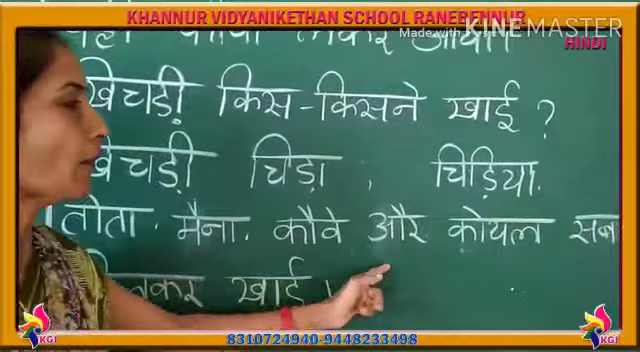 KHANNUR VIDYANIKETHAN SCHOOL RANEBENNUR
Made with KINEMASTER
HINDI
खिचडी़ किस-किसने खाई ?
खिचड़ी चिड़ा , चिड़िया.
तोता. मैना. कौवे और कोयल सब
खाई
KGI
8310724940-9448233498
KGI